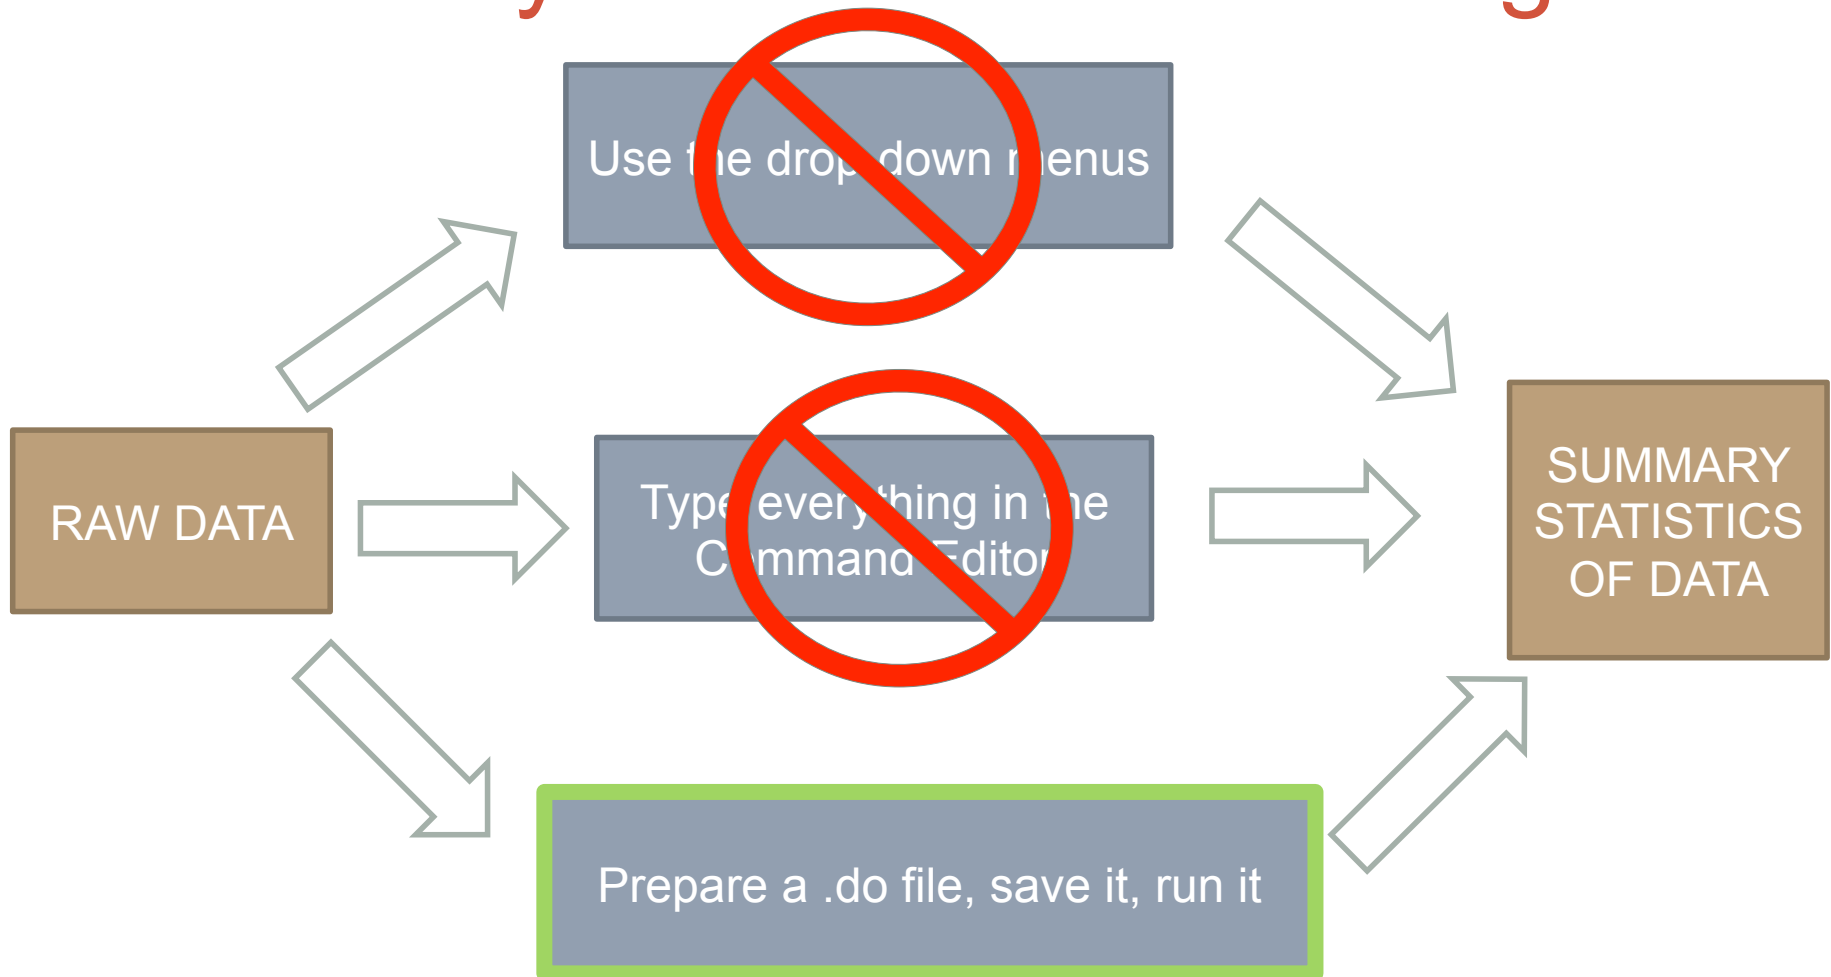 Use the drop down menus
RAW DATA
Type everything in the
Command Editor
SUMMARY
STATISTICS
OF DATA
Prepare a .do file, save it, run it